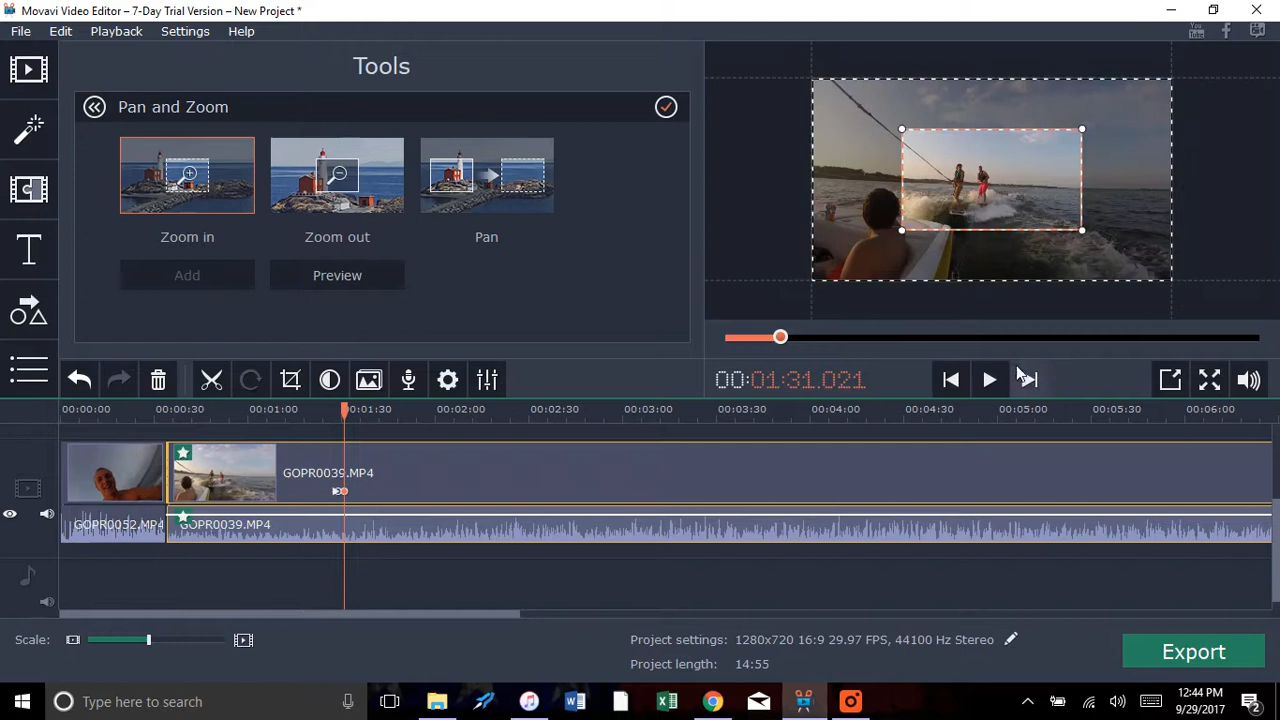 Movavi Video Editor – 7-Day Trial Version – New Project *
File Edit Playback Settings Help
You Tube
Tools
Pan and Zoom
Zoom in Zoom out Pan
Add Preview
00:01:31.021
00:00:00 00:00:30 00:01:00 00:01:30 00:02:00 00:02:30 00:03:00 00:03:30 00:04:00 00:04:30 00:05:00 00:05:30 00:06:00
GOPR0039.MP4
GOPR0052.MP4 GOPR0039.MP4
Scale:
Project settings: 1280x720 16:9 29.97 FPS, 44100 Hz Stereo
Project length: 14:55
Export
Type here to search
12:44 PM
9/29/2017
2